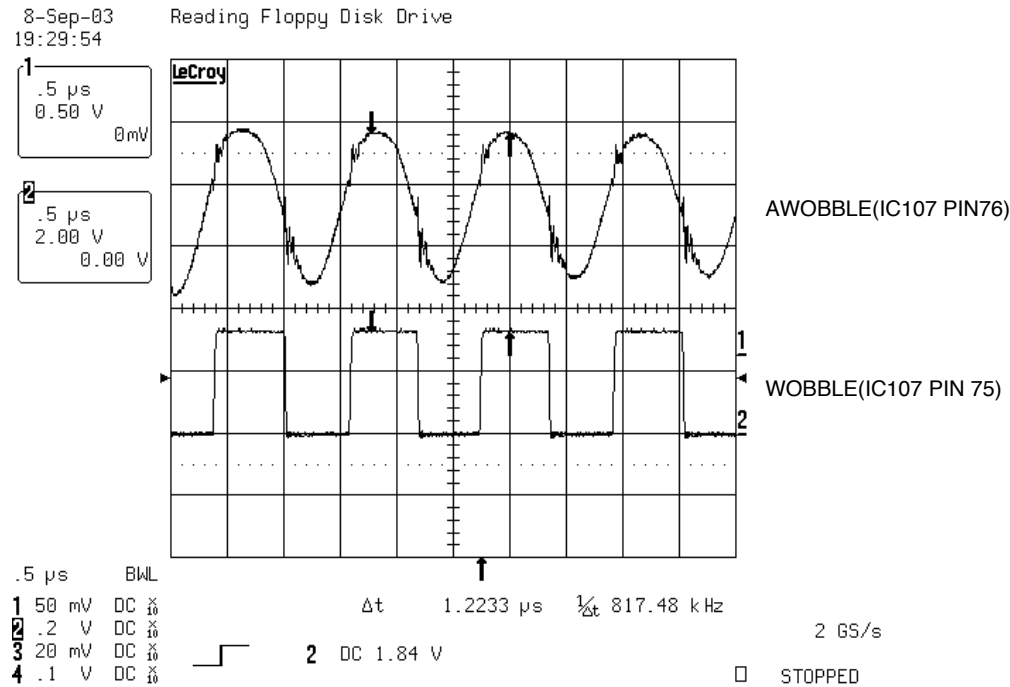 8-Sep-03
19:29:54
Reading Floppy Disk Drive
1
.5 µs
0.50 V
0mV
2
.5 µs
2.00 V
0.00 V
LeCroy
AWOBBLE(IC107 PIN76)
1
WOBBLE(IC107 PIN 75)
2
.5 µs BWL
1 50 mV DC X10
2 .2 V DC X10
3 20 mV DC X10
4 .1 V DC X10
Δt 1.2233 µs 1/Δt 817.48 kHz
2 DC 1.84 V
2 GS/s
□ STOPPED